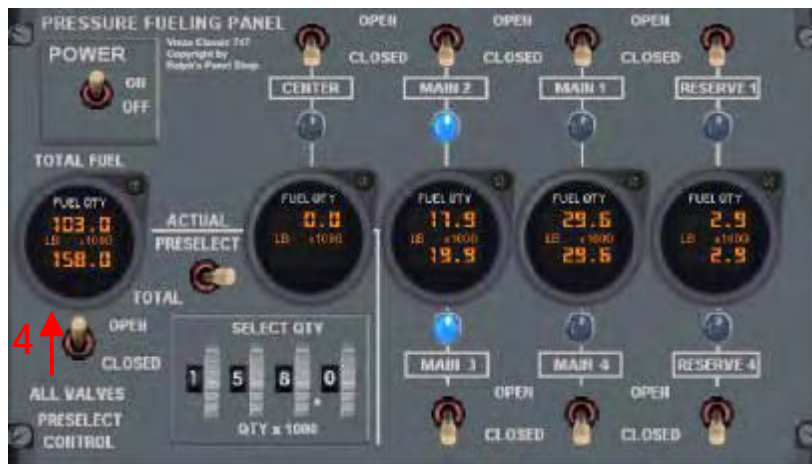 PRESSURE FUELING PANEL
Vmax Classic 747
Copyright by
Ralph's Panel Shop
POWER
ON
OFF
OPEN
CLOSED
OPEN
CLOSED
OPEN
CENTER
MAIN 2
MAIN 1
RESERVE 1
TOTAL FUEL
FUEL QTY
103.0
LB x1000
158.0
ACTUAL
PRESELECT
TOTAL
FUEL QTY
0.0
LB x1000
FUEL QTY
17.9
LB x1000
19.9
FUEL QTY
29.6
LB x1000
29.6
FUEL QTY
2.9
LB x1000
2.9
4
OPEN
CLOSED
ALL VALVES
PRESELECT
CONTROL
SELECT QTY
1 5 8 . 0
QTY x 1000
MAIN 3
MAIN 4
RESERVE 4
OPEN
CLOSED
OPEN
CLOSED